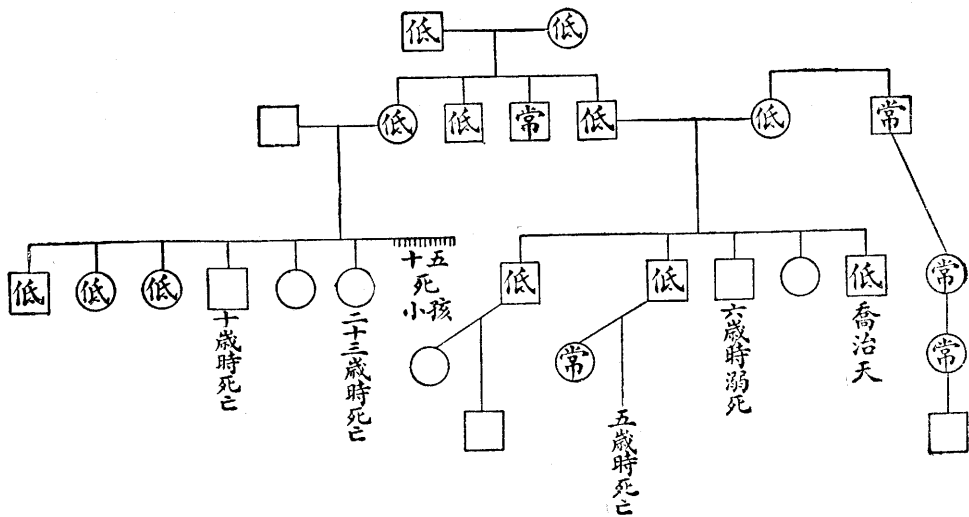 低 低
低 低 常 低 低 常
低 低 低 低 低 低 常
十歲時死亡
二十三歲時死亡
十五
死
小孩
六歲時溺死
喬治天
常 常
五歲時死亡